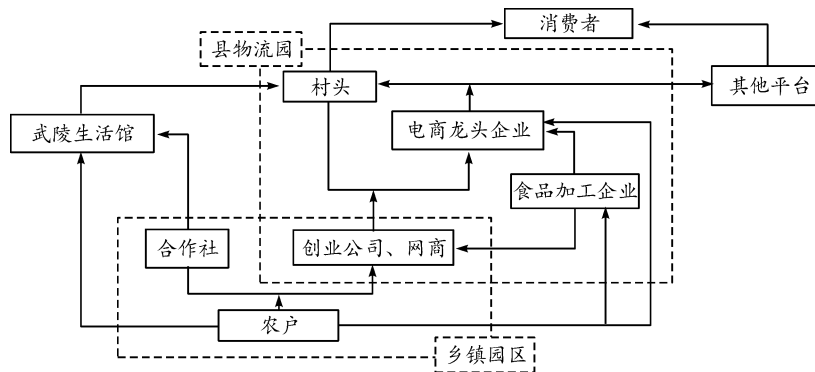 消费者
县物流园
村头
其他平台
武陵生活馆
电商龙头企业
食品加工企业
合作社
创业公司、网商
农户
乡镇园区